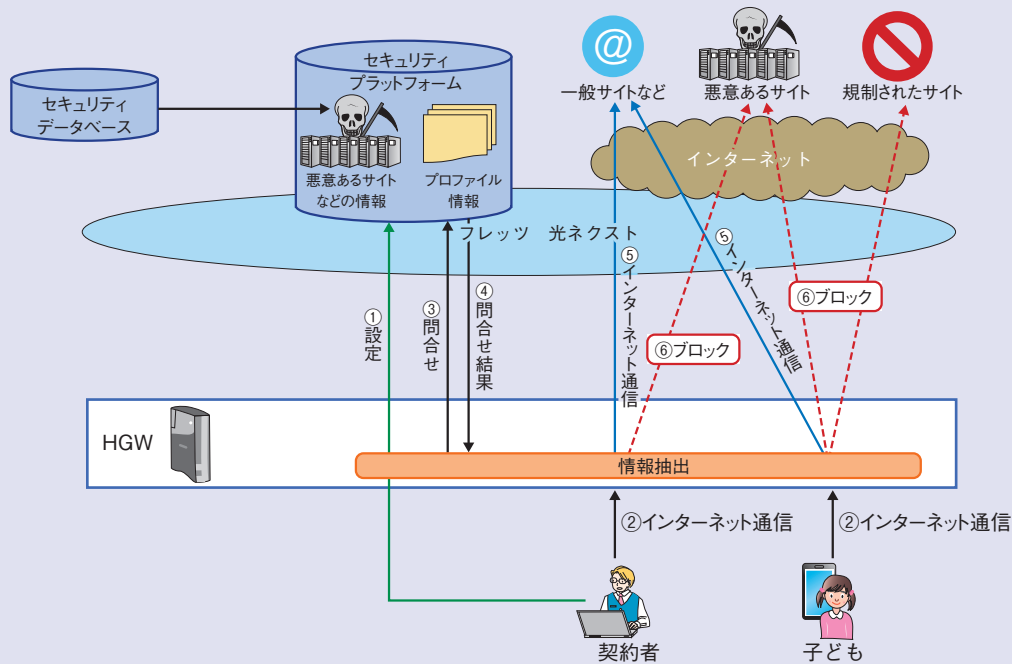 セキュリティ
プラットフォーム
セキュリティ
データベース
悪意あるサイト
などの情報
プロファイル
情報
@
一般サイトなど
悪意あるサイト
規制されたサイト
インターネット
フレッツ 光ネクスト
①設定
③問合せ
④問合せ結果
⑤インターネット通信
⑤インターネット通信
⑥ブロック
⑥ブロック
HGW
情報抽出
②インターネット通信
②インターネット通信
契約者
子ども